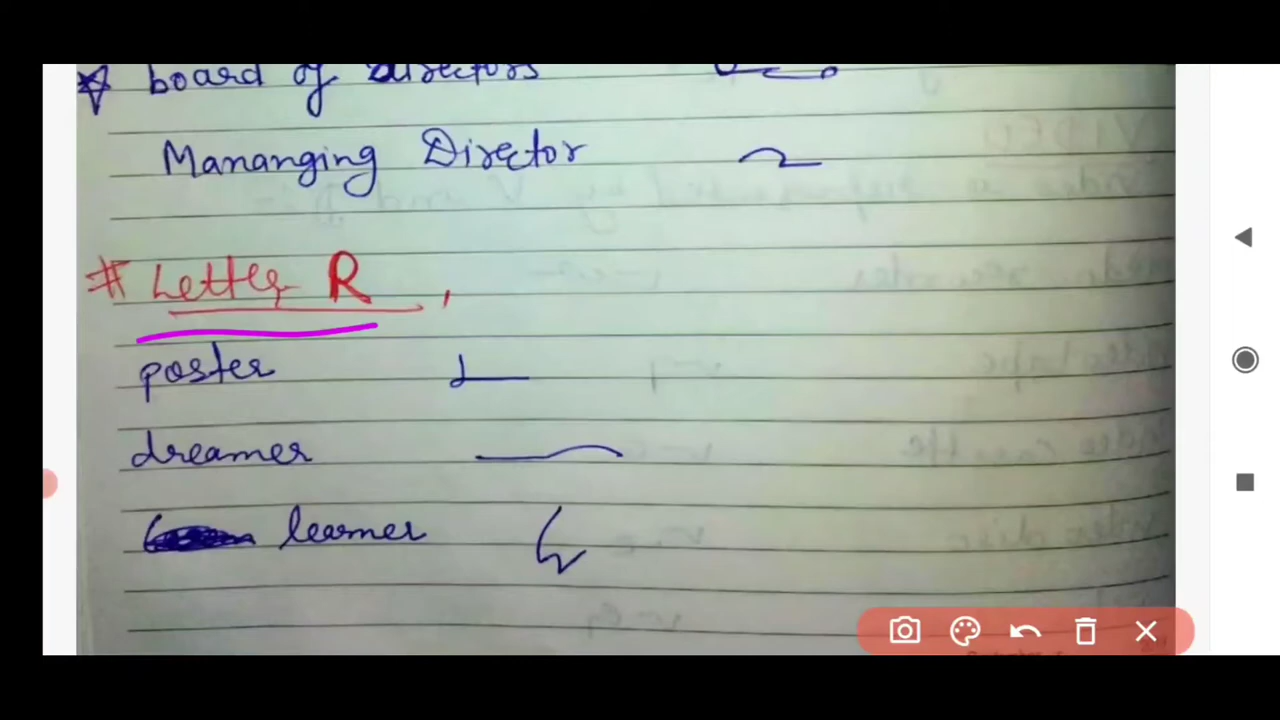 board of directors
Mananging Director
# Letter R,
poster
dreamer
learner